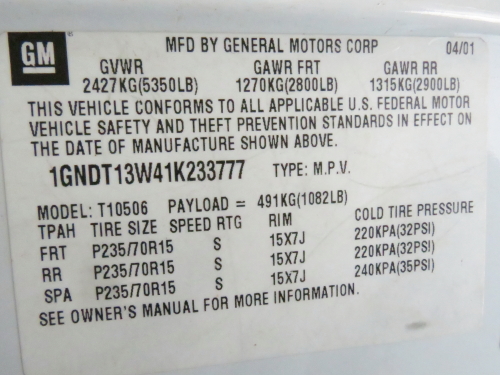 GM MFD BY GENERAL MOTORS CORP 04/01
GVWR GAWR FRT GAWR RR
2427KG(5350LB) 1270KG(2800LB) 1315KG(2900LB)
THIS VEHICLE CONFORMS TO ALL APPLICABLE U.S. FEDERAL MOTOR
VEHICLE SAFETY AND THEFT PREVENTION STANDARDS IN EFFECT ON
THE DATE OF MANUFACTURE SHOWN ABOVE.
1GNDT13W41K233777 TYPE: M.P.V.
MODEL: T10506 PAYLOAD = 491KG(1082LB)
TPAH TIRE SIZE SPEED RTG RIM COLD TIRE PRESSURE
FRT P235/70R15 S 15X7J 220KPA(32PSI)
RR P235/70R15 S 15X7J 220KPA(32PSI)
SPA P235/70R15 S 15X7J 240KPA(35PSI)
SEE OWNER'S MANUAL FOR MORE INFORMATION.